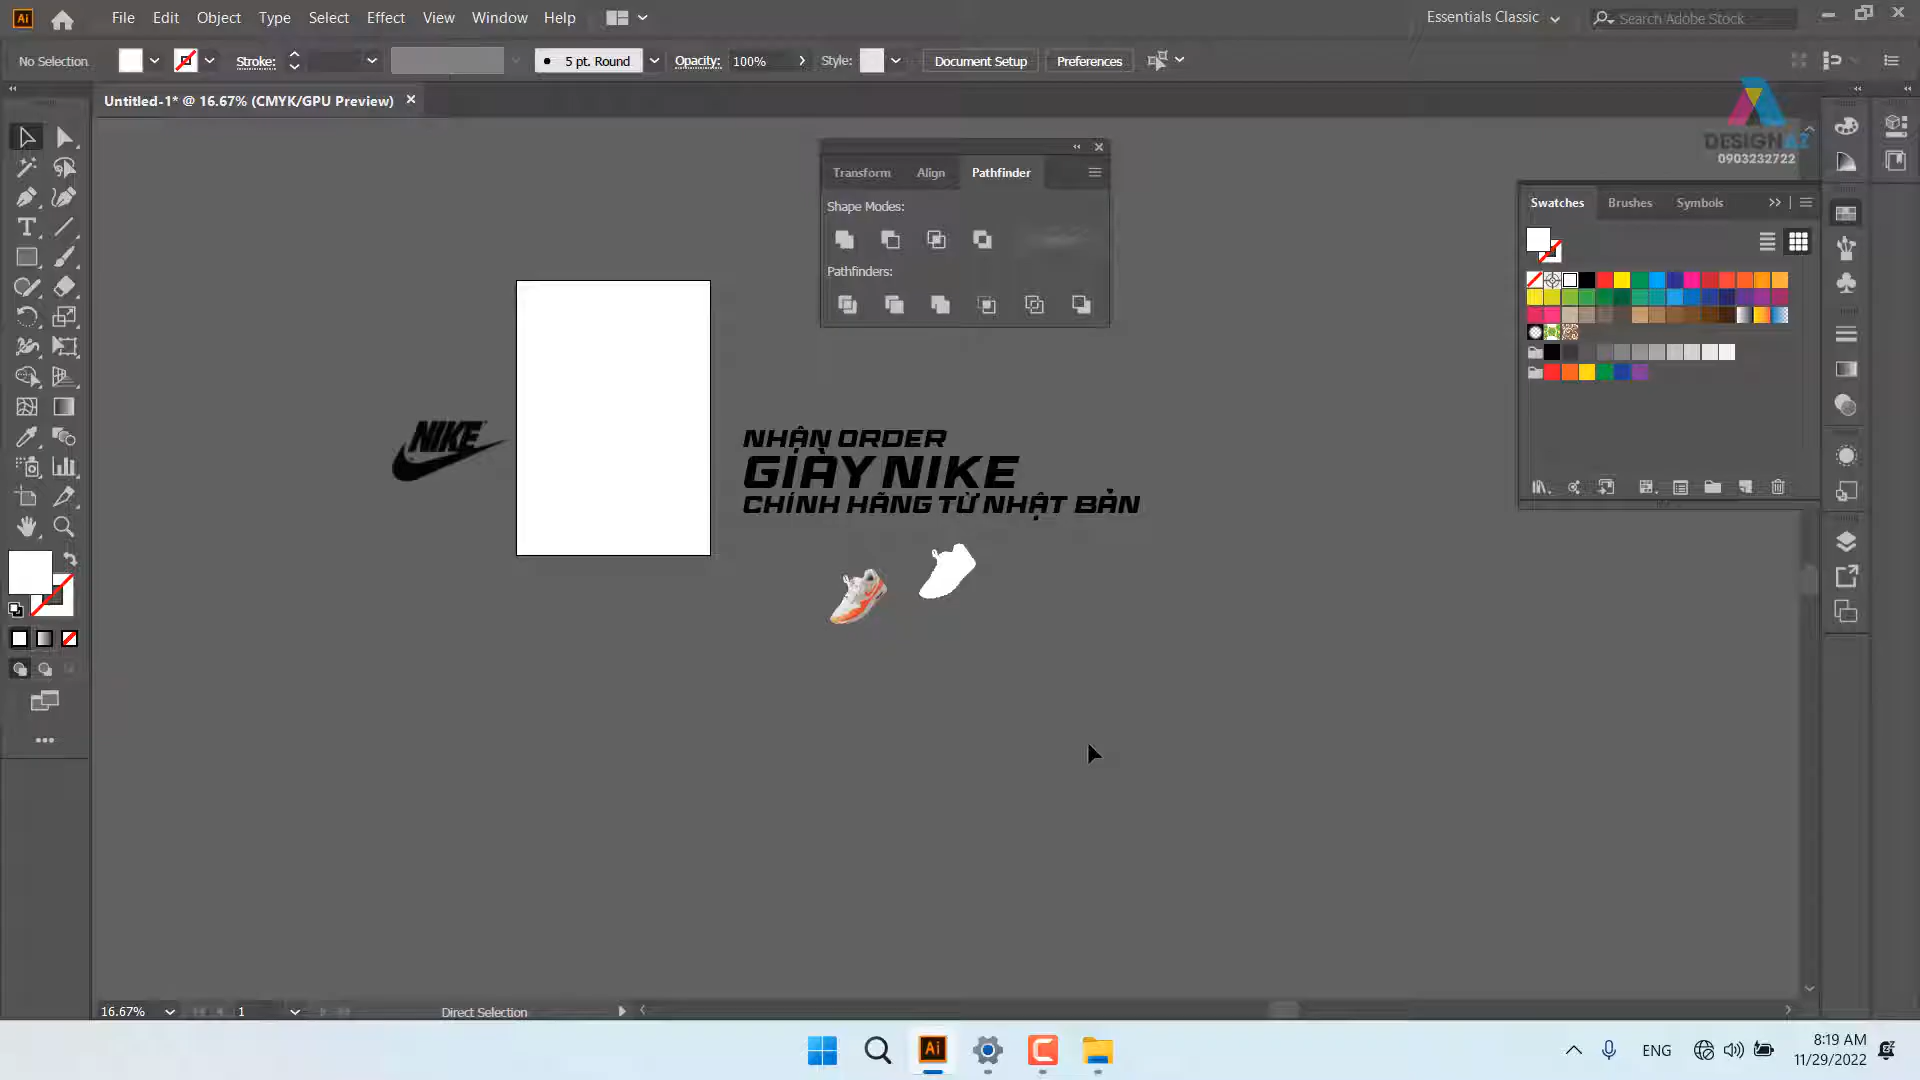 Ai File Edit Object Type Select Effect View Window Help Essentials Classic Search Adobe Stock
No Selection Stroke: 5 pt. Round Opacity: 100% Style: Document Setup Preferences
Untitled-1* @ 16.67% (CMYK/GPU Preview)
DESIGN AZ
0903232722
Transform Align Pathfinder
Shape Modes:
Pathfinders:
Swatches Brushes Symbols
NIKE
NHẬN ORDER
GIÀY NIKE
CHÍNH HÃNG TỪ NHẬT BẢN
16.67% 1 Direct Selection
Ai ENG 8:19 AM
11/29/2022